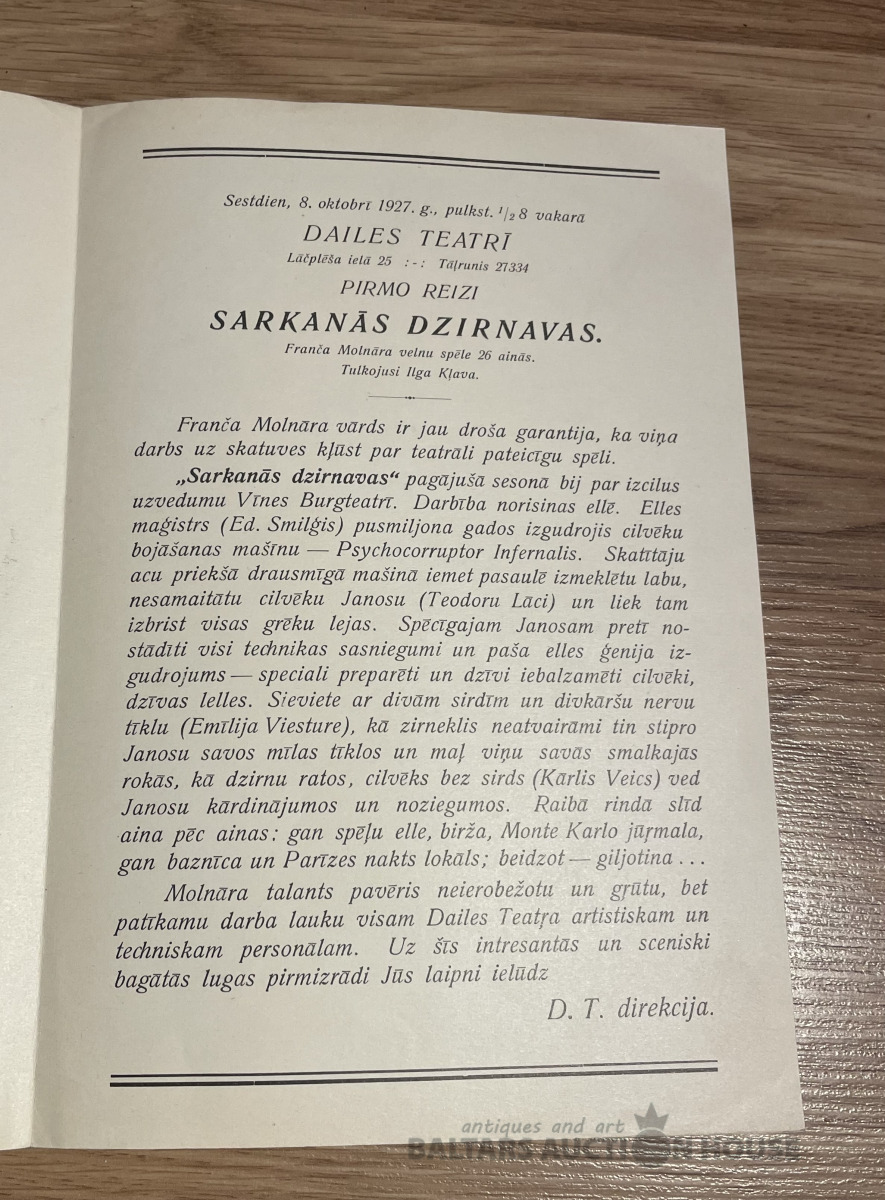 Sestdien, 8. oktobrī 1927. g., pulkst. 1/2 8 vakarā
DAILES TEATRĪ
Lāčplēša ielā 25 :-: Tāļrunis 27334
PIRMO REIZI
SARKANĀS DZIRNAVAS.
Franča Molnāra velnu spēle 26 ainās.
Tulkojusi Ilga Kļava.
Franča Molnāra vārds ir jau droša garantija, ka viņa
darbs uz skatuves kļūst par teatrāli pateicīgu spēli.
„Sarkanās dzirnavas“ pagājušā sesonā bij par izcilus
uzvedumu Vīnes Burgteatrī. Darbība norisinas ellē. Elles
maģistrs (Ed. Smilģis) pusmiljona gados izgudrojis cilvēku
bojāšanas mašīnu — Psychocorruptor Infernalis. Skatītāju
acu priekšā drausmīgā mašinā iemet pasaulē izmeklētu labu,
nesamaitātu cilvēku Janosu (Teodoru Lāci) un liek tam
izbrist visas grēku lejas. Spēcīgajam Janosam pretī no-
stādīti visi technikas sasniegumi un paša elles ģenija iz-
gudrojums — speciali preparēti un dzīvi iebalzamēti cilvēki,
dzīvas lelles. Sieviete ar divām sirdīm un divkāršu nervu
tīklu (Emīlija Viesture), kā zirneklis neatvairāmi tin stipro
Janosu savos mīlas tīklos un maļ viņu savās smalkajās
rokās, kā dzirnu ratos, cilvēks bez sirds (Kārlis Veics) ved
Janosu kārdinājumos un noziegumos. Raibā rindā slīd
aina pēc ainas: gan spēļu elle, birža, Monte Karlo jūŗmala,
gan baznīca un Parīzes nakts lokāls; beidzot — giljotina ...
Molnāra talants pavēris neierobežotu un gŗūtu, bet
patīkamu darba lauku visam Dailes Teatŗa artistiskam un
techniskam personālam. Uz šīs intresantās un sceniski
bagātās lugas pirmizrādi Jūs laipni ielūdz
D. T. direkcija.
antiques and art
BALTARS AUCTION HOUSE